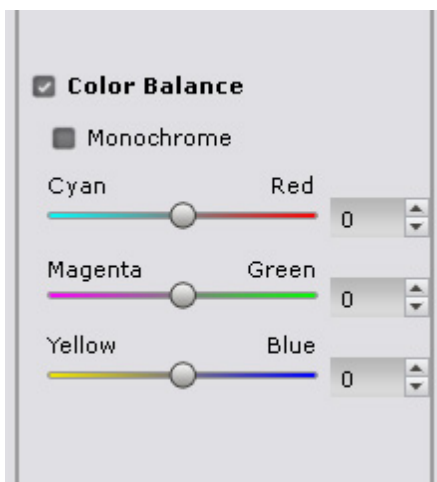 Color Balance
Monochrome
Cyan Red
0
Magenta Green
0
Yellow Blue
0